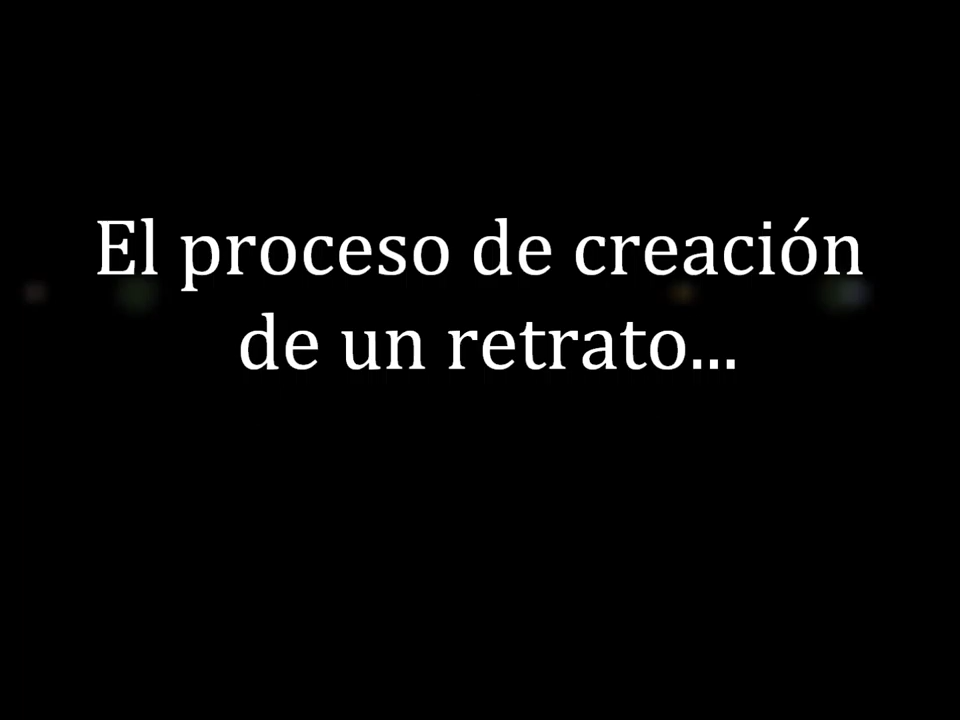 El proceso de creación
de un retrato...